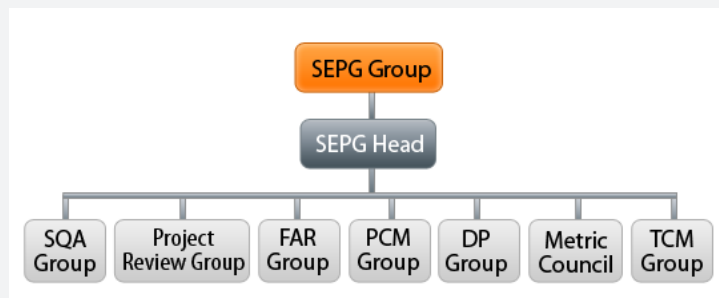 SEPG Group
SEPG Head
SQA
Group
Project
Review Group
FAR
Group
PCM
Group
DP
Group
Metric
Council
TCM
Group